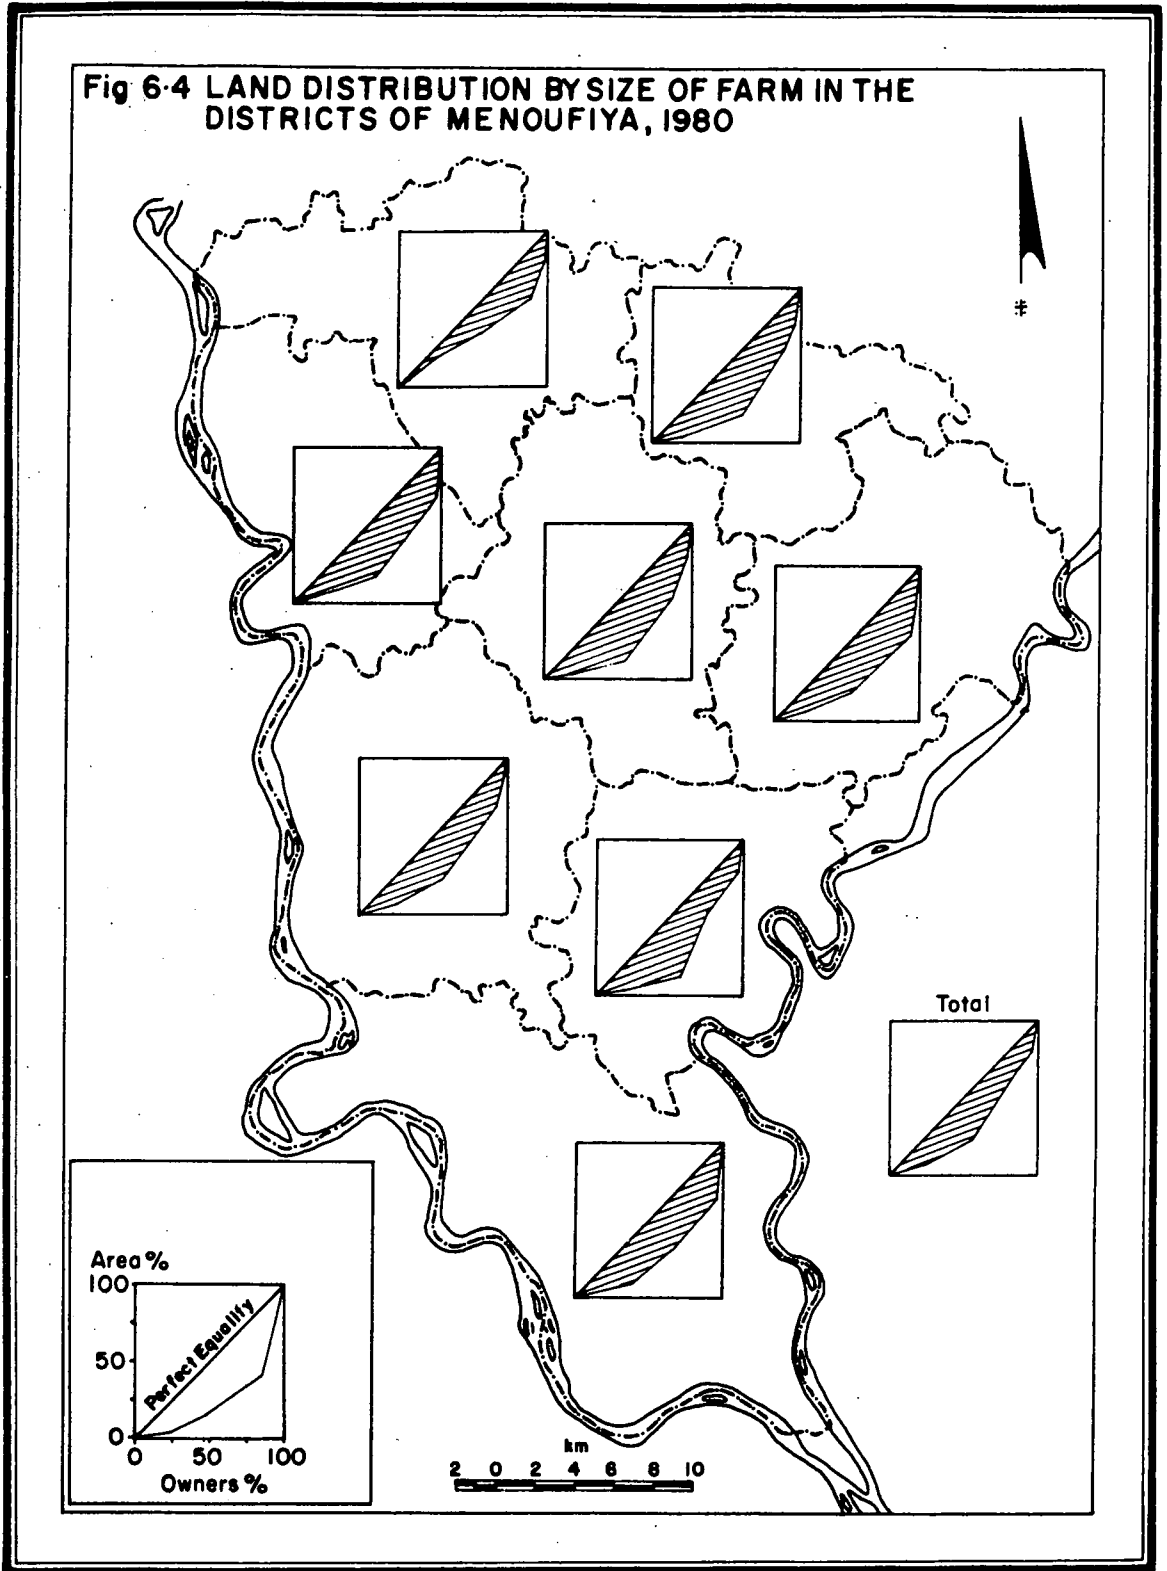 Fig 6·4 LAND DISTRIBUTION BY SIZE OF FARM IN THE
DISTRICTS OF MENOUFIYA, 1980
Total
Area %
100
50
0
Perfect Equality
0 50 100
Owners %
km
2 0 2 4 6 8 10